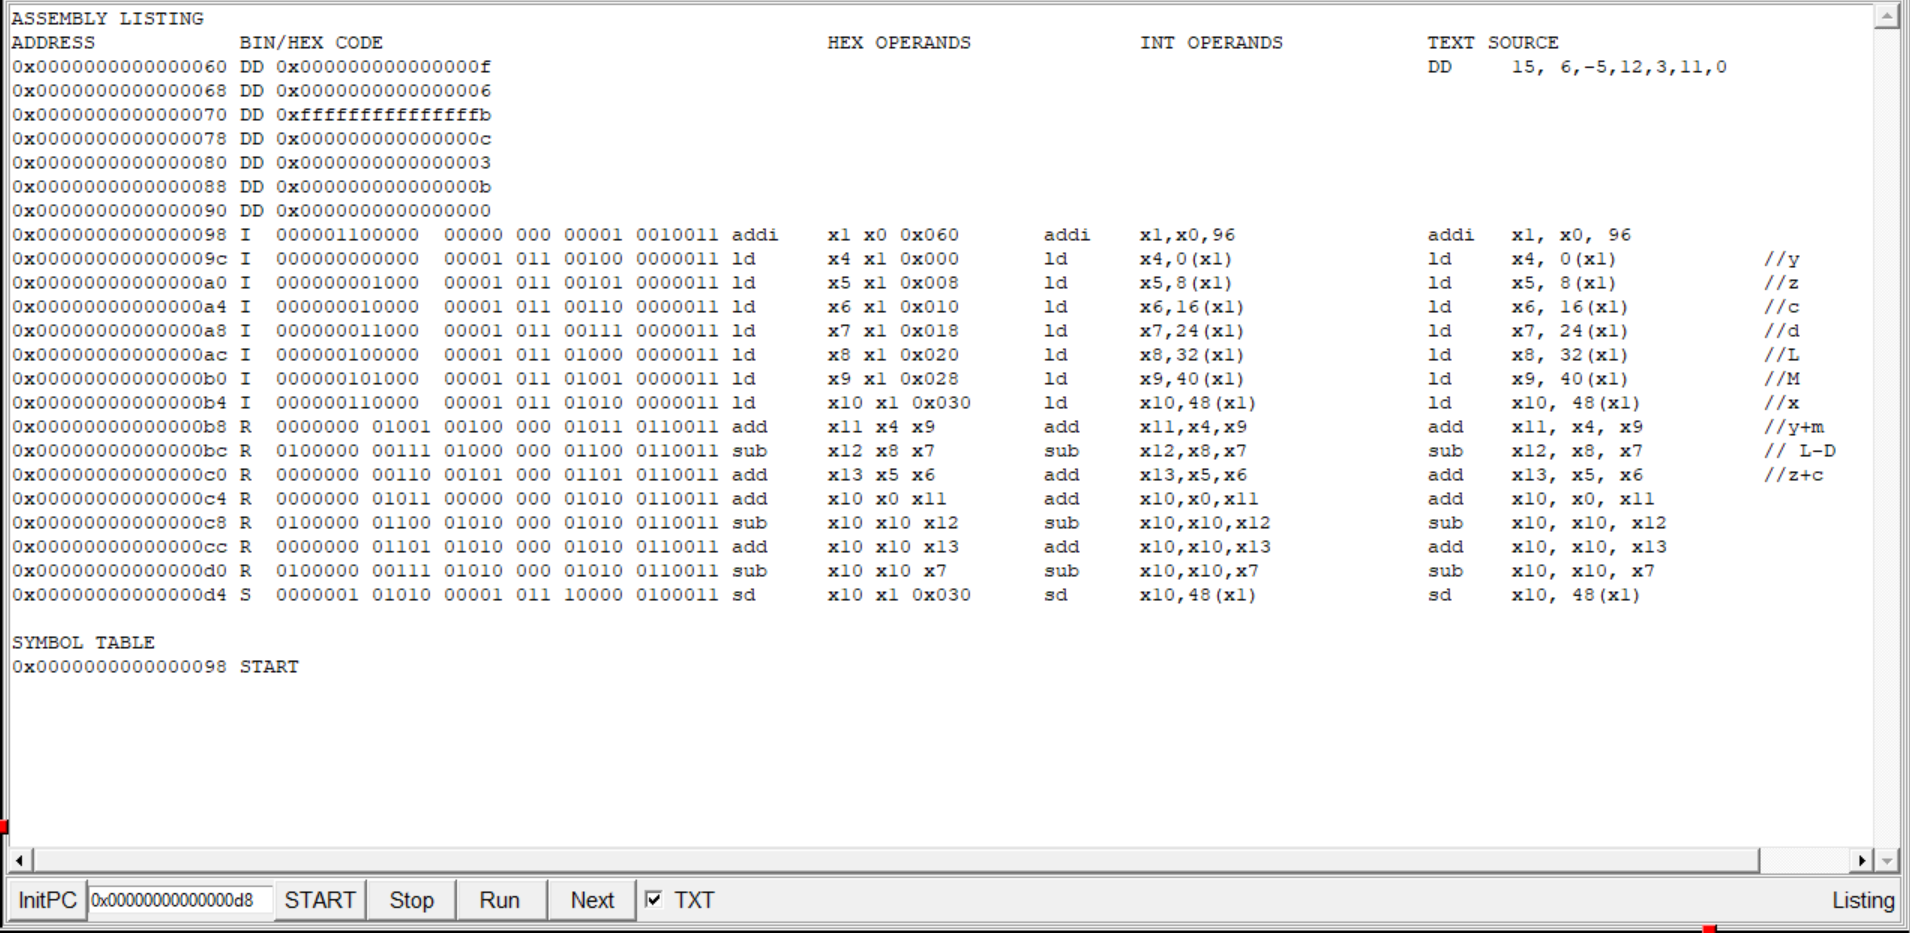 ASSEMBLY LISTING
ADDRESS BIN/HEX CODE HEX OPERANDS INT OPERANDS TEXT SOURCE
0x0000000000000060 DD 0x000000000000000f DD 15, 6,-5,12,3,11,0
0x0000000000000068 DD 0x0000000000000006
0x0000000000000070 DD 0xfffffffffffffffb
0x0000000000000078 DD 0x000000000000000c
0x0000000000000080 DD 0x0000000000000003
0x0000000000000088 DD 0x000000000000000b
0x0000000000000090 DD 0x0000000000000000
0x0000000000000098 I 000001100000 00000 000 00001 0010011 addi x1 x0 0x060 addi x1,x0,96 addi x1, x0, 96
0x000000000000009c I 000000000000 00001 011 00100 0000011 ld x4 x1 0x000 ld x4,0(x1) ld x4, 0(x1) //y
0x00000000000000a0 I 000000001000 00001 011 00101 0000011 ld x5 x1 0x008 ld x5,8(x1) ld x5, 8(x1) //z
0x00000000000000a4 I 000000010000 00001 011 00110 0000011 ld x6 x1 0x010 ld x6,16(x1) ld x6, 16(x1) //c
0x00000000000000a8 I 000000011000 00001 011 00111 0000011 ld x7 x1 0x018 ld x7,24(x1) ld x7, 24(x1) //d
0x00000000000000ac I 000000100000 00001 011 01000 0000011 ld x8 x1 0x020 ld x8,32(x1) ld x8, 32(x1) //L
0x00000000000000b0 I 000000101000 00001 011 01001 0000011 ld x9 x1 0x028 ld x9,40(x1) ld x9, 40(x1) //M
0x00000000000000b4 I 000000110000 00001 011 01010 0000011 ld x10 x1 0x030 ld x10,48(x1) ld x10, 48(x1) //x
0x00000000000000b8 R 0000000 01001 00100 000 01011 0110011 add x11 x4 x9 add x11,x4,x9 add x11, x4, x9 //y+m
0x00000000000000bc R 0100000 00111 01000 000 01100 0110011 sub x12 x8 x7 sub x12,x8,x7 sub x12, x8, x7 // L-D
0x00000000000000c0 R 0000000 00110 00101 000 01101 0110011 add x13 x5 x6 add x13,x5,x6 add x13, x5, x6 //z+c
0x00000000000000c4 R 0000000 01011 00000 000 01010 0110011 add x10 x0 x11 add x10,x0,x11 add x10, x0, x11
0x00000000000000c8 R 0100000 01100 01010 000 01010 0110011 sub x10 x10 x12 sub x10,x10,x12 sub x10, x10, x12
0x00000000000000cc R 0000000 01101 01010 000 01010 0110011 add x10 x10 x13 add x10,x10,x13 add x10, x10, x13
0x00000000000000d0 R 0100000 00111 01010 000 01010 0110011 sub x10 x10 x7 sub x10,x10,x7 sub x10, x10, x7
0x00000000000000d4 S 0000001 01010 00001 011 10000 0100011 sd x10 x1 0x030 sd x10,48(x1) sd x10, 48(x1)
SYMBOL TABLE
0x0000000000000098 START
InitPC 0x00000000000000d8 START Stop Run Next TXT Listing